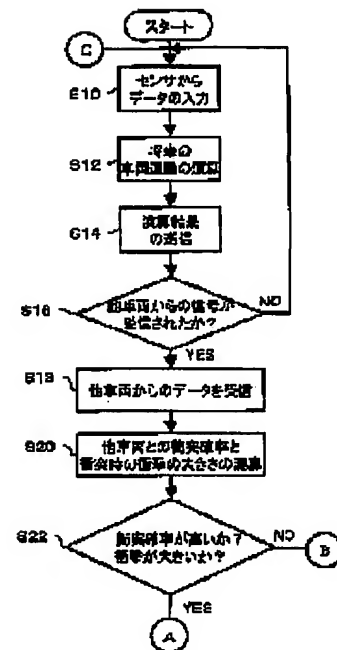 スタート
C
S10
センサから
データの入力
S12
車両運動の演算
S14
演算結果
の送信
S16
他車両からの信号が
受信されたか?
NO
YES
S18
他車両からのデータを受信
S20
他車両との衝突確率と
衝突時の衝撃の大きさの演算
S22
衝突確率が高いか?
衝撃が大きいか?
NO
B
YES
A